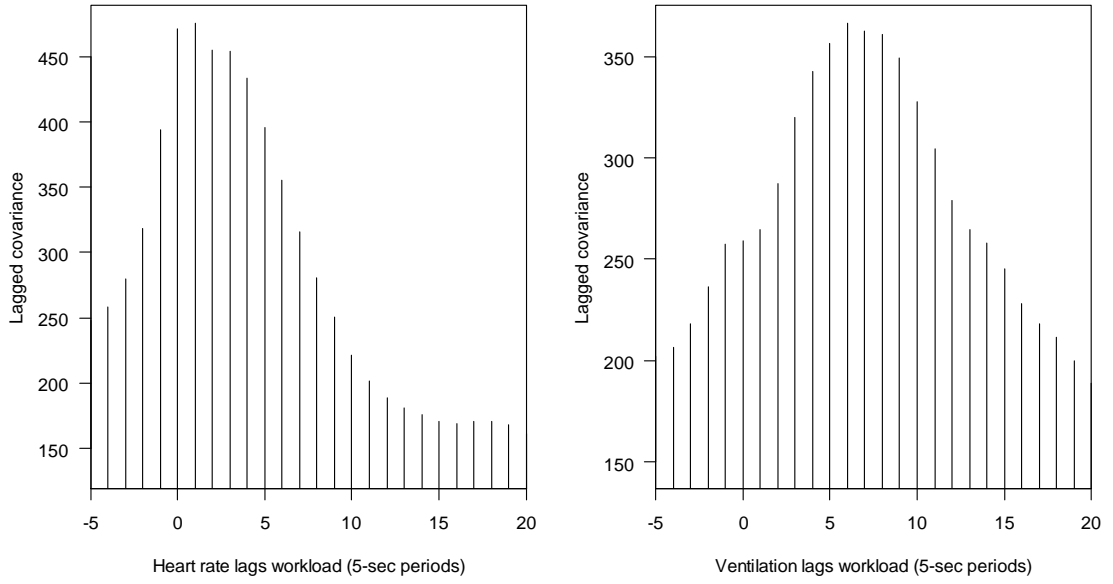 450
400
350
300
250
200
150
Lagged covariance
-5 0 5 10 15 20
Heart rate lags workload (5-sec periods)
350
300
250
200
150
Lagged covariance
-5 0 5 10 15 20
Ventilation lags workload (5-sec periods)